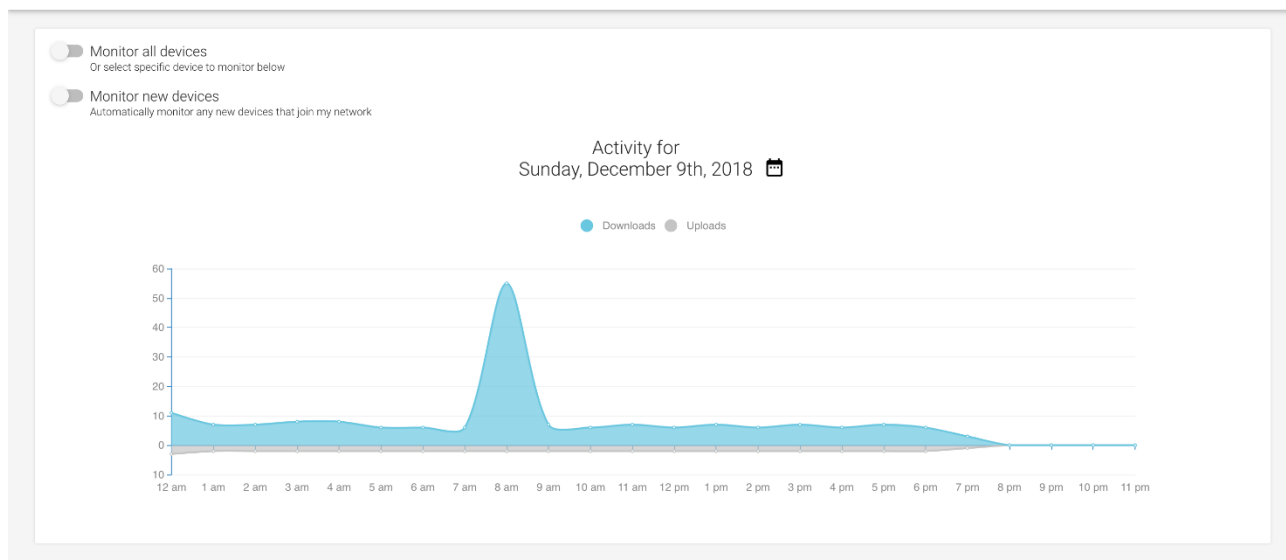 Monitor all devices
Or select specific device to monitor below
Monitor new devices
Automatically monitor any new devices that join my network
Activity for
Sunday, December 9th, 2018
Downloads Uploads
60
50
40
30
20
10
0
10
12 am 1 am 2 am 3 am 4 am 5 am 6 am 7 am 8 am 9 am 10 am 11 am 12 pm 1 pm 2 pm 3 pm 4 pm 5 pm 6 pm 7 pm 8 pm 9 pm 10 pm 11 pm